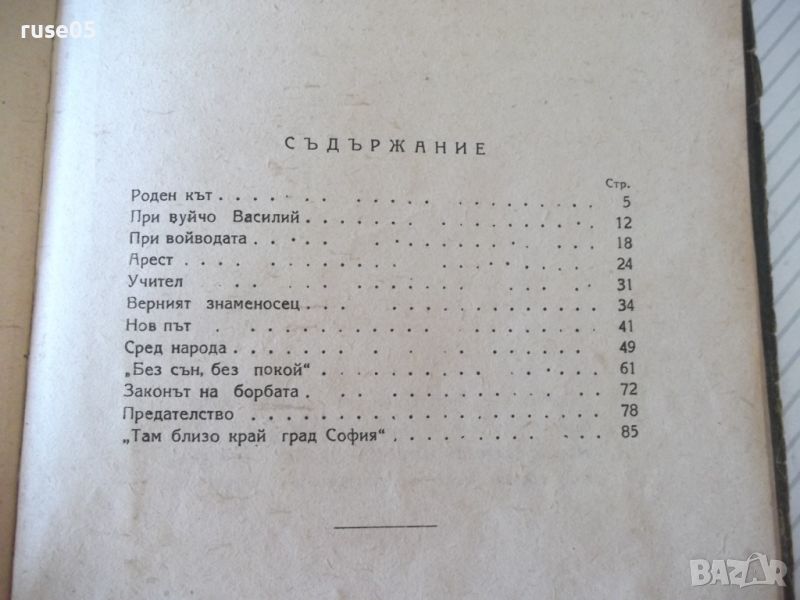 ruse05
СЪДЪРЖАНИЕ
Стр.
Роден кът . . . . . . . . . . . . . . . . 5
При вуйчо Василий . . . . . . . . . . . . . 12
При войводата . . . . . . . . . . . . . . 18
Арест . . . . . . . . . . . . . . . . . . 24
Учител . . . . . . . . . . . . . . . . . 31
Верният знаменосец . . . . . . . . . . . . . 34
Нов път . . . . . . . . . . . . . . . . . 41
Сред народа . . . . . . . . . . . . . . . 49
„Без сън, без покой“ . . . . . . . . . . . . 61
Законът на борбата . . . . . . . . . . . . . 72
Предателство . . . . . . . . . . . . . . . 78
„Там близо край град София“ . . . . . . . . . 85
BAZAR